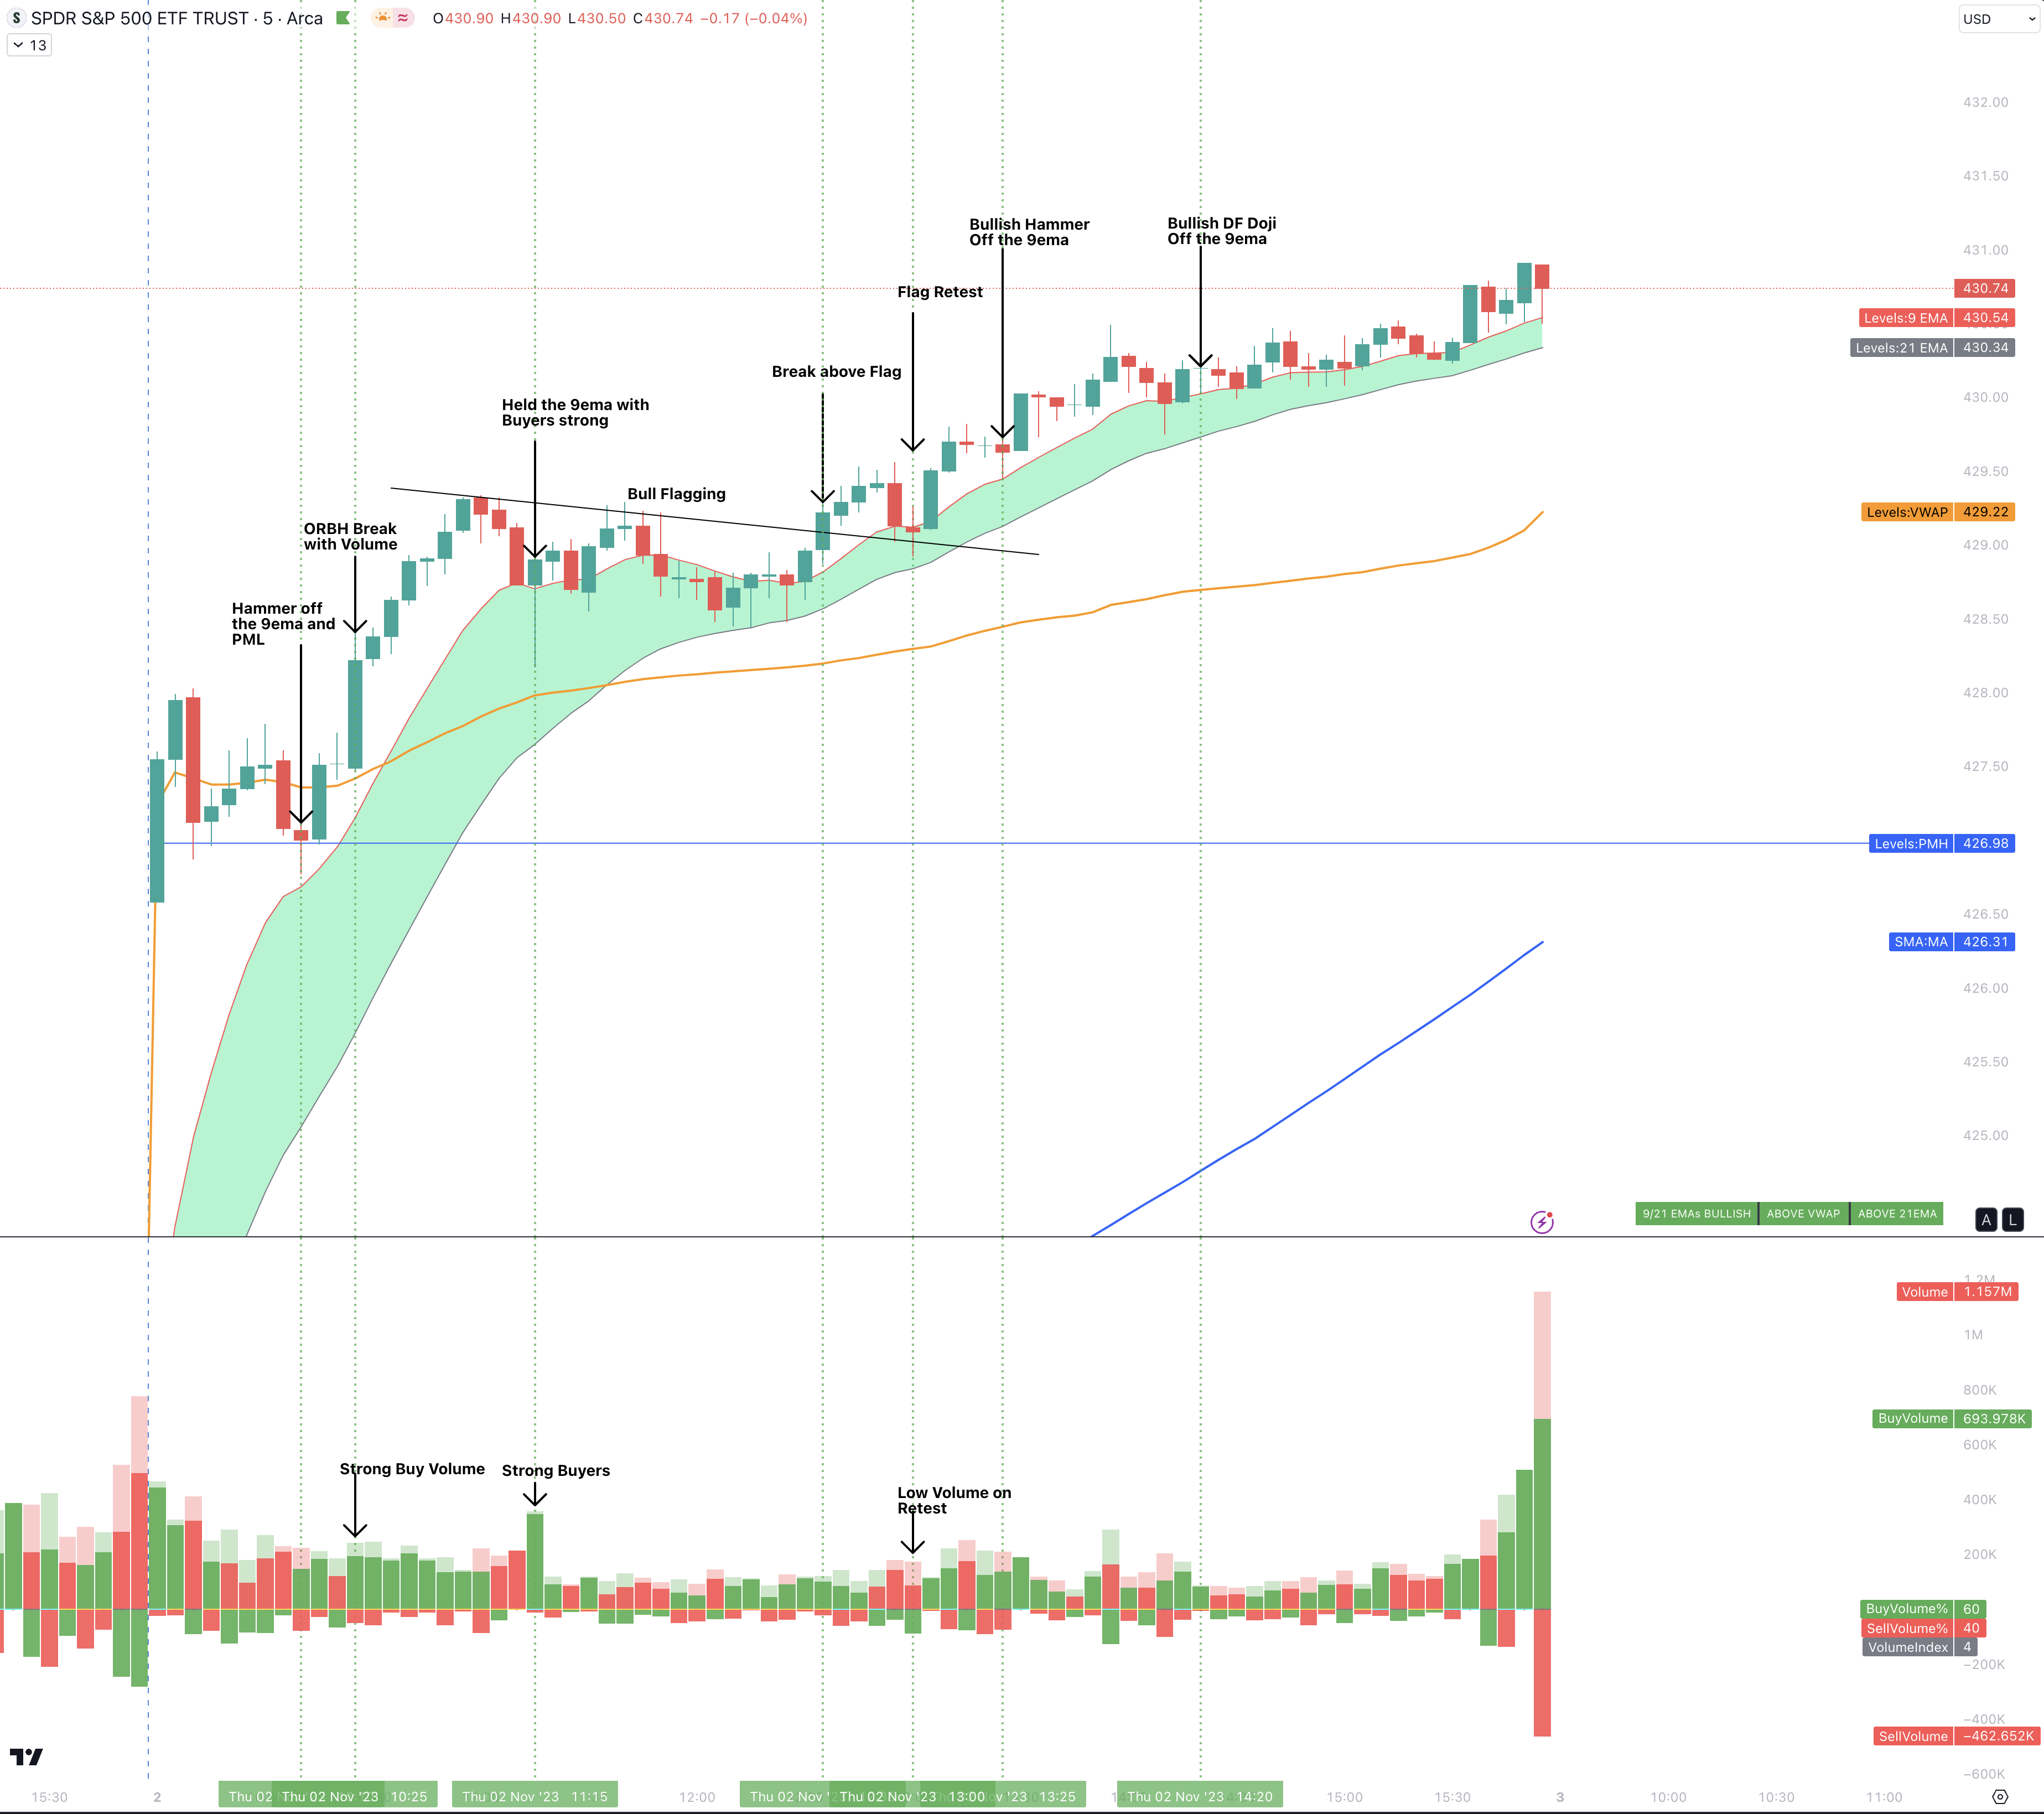 S SPDR S&P 500 ETF TRUST · 5 · Arca O430.90 H430.90 L430.50 C430.74 −0.17 (−0.04%)
USD
13
432.00
431.50
431.00
430.74
Levels:9 EMA 430.54
Levels:21 EMA 430.34
430.00
429.50
Levels:VWAP 429.22
429.00
428.50
428.00
427.50
Levels:PMH 426.98
426.50
SMA:MA 426.31
426.00
425.50
425.00
Bullish Hammer
Off the 9ema
Bullish DF Doji
Off the 9ema
Flag Retest
Break above Flag
Held the 9ema with
Buyers strong
Bull Flagging
ORBH Break
with Volume
Hammer off
the 9ema and
PML
9/21 EMAs BULLISH ABOVE VWAP ABOVE 21EMA
A L
1.2M
Volume 1.157M
1M
800K
BuyVolume 693.978K
600K
400K
200K
BuyVolume% 60
SellVolume% 40
VolumeIndex 4
−200K
−400K
SellVolume −462.652K
−600K
Strong Buy Volume
Strong Buyers
Low Volume on
Retest
15:30 2 Thu 02 Thu 02 Nov '23 10:25 Thu 02 Nov '23 11:15 12:00 Thu 02 Nov Thu 02 Nov '23 13:00 '23 13:25 Thu 02 Nov '23 14:20 15:00 15:30 3 10:00 10:30 11:00